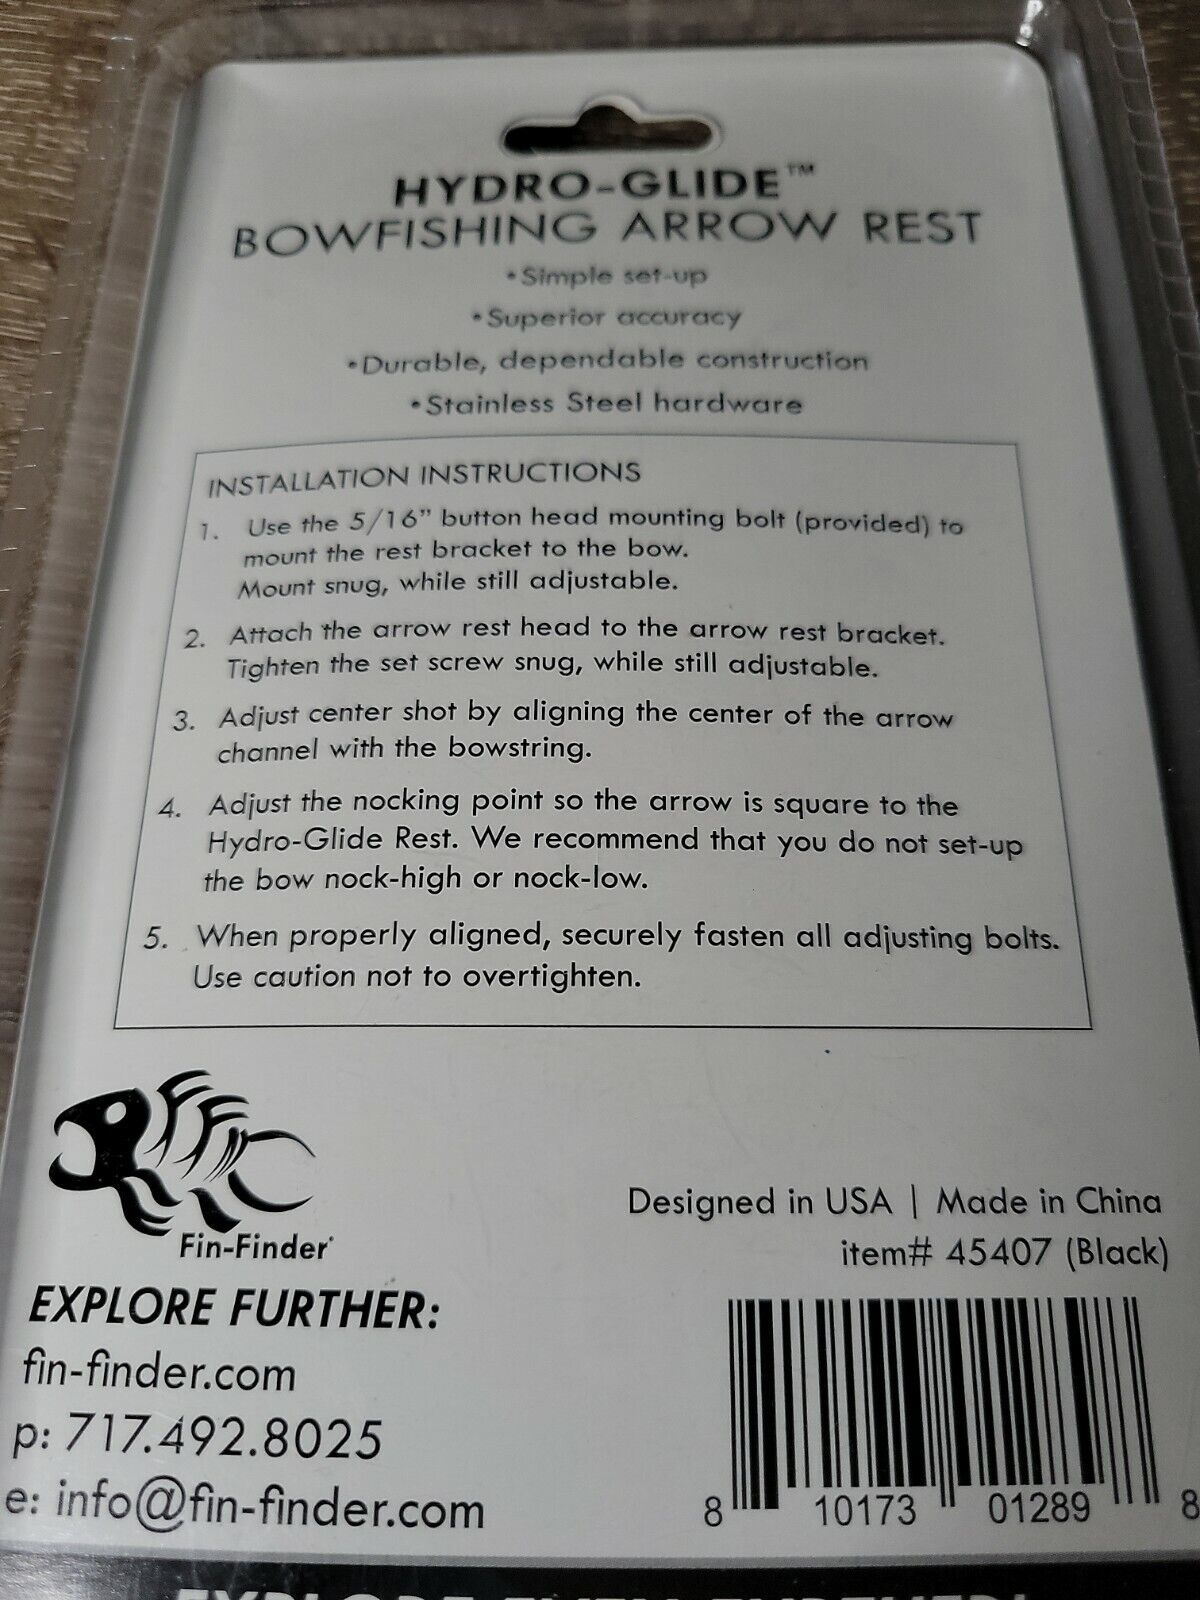 HYDRO-GLIDE™
BOWFISHING ARROW REST
•Simple set-up
•Superior accuracy
•Durable, dependable construction
•Stainless Steel hardware
INSTALLATION INSTRUCTIONS
1. Use the 5/16” button head mounting bolt (provided) to
mount the rest bracket to the bow.
Mount snug, while still adjustable.
2. Attach the arrow rest head to the arrow rest bracket.
Tighten the set screw snug, while still adjustable.
3. Adjust center shot by aligning the center of the arrow
channel with the bowstring.
4. Adjust the nocking point so the arrow is square to the
Hydro-Glide Rest. We recommend that you do not set-up
the bow nock-high or nock-low.
5. When properly aligned, securely fasten all adjusting bolts.
Use caution not to overtighten.
Fin-Finder
Designed in USA | Made in China
item# 45407 (Black)
EXPLORE FURTHER:
fin-finder.com
p: 717.492.8025
e: info@fin-finder.com
8 10173 01289 8